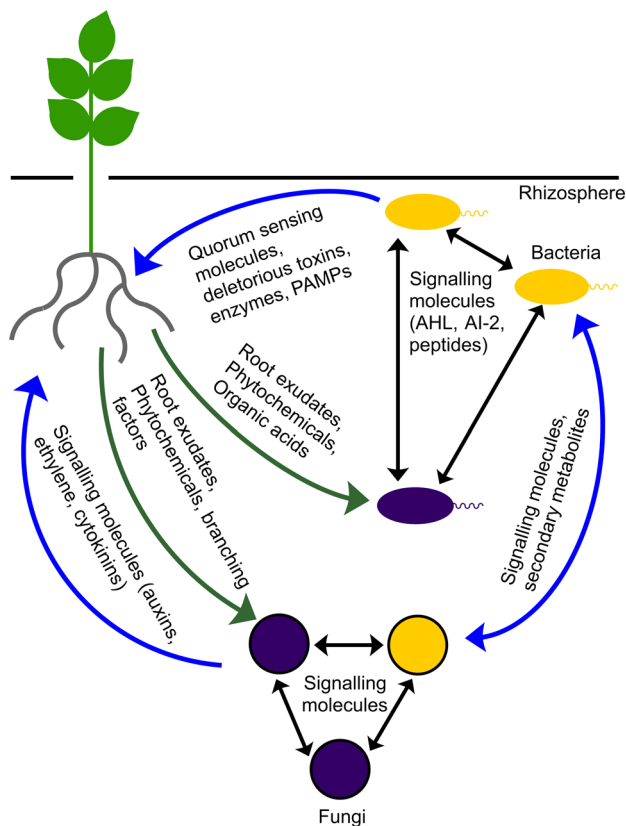 Rhizosphere
Bacteria
Quorum sensing
molecules,
deletorious toxins,
enzymes, PAMPs
Signalling
molecules
(AHL, AI-2,
peptides)
Root exudates,
Phytochemicals,
Organic acids
Root exudates,
Phytochemicals, branching
factors
Signalling molecules (auxins,
ethylene, cytokinins)
Signalling molecules,
secondary metabolites
Signalling
molecules
Fungi